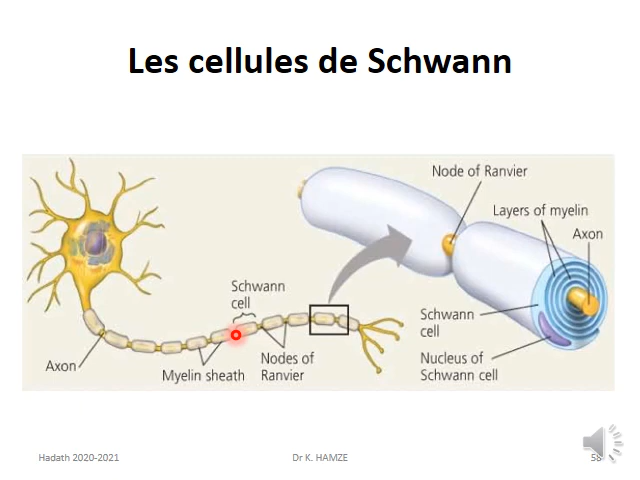 Les cellules de Schwann
Node of Ranvier
Layers of myelin
Axon
Schwann
cell
Schwann
cell
Nucleus of
Schwann cell
Axon
Myelin sheath
Nodes of
Ranvier
Hadath 2020-2021
Dr K. HAMZE